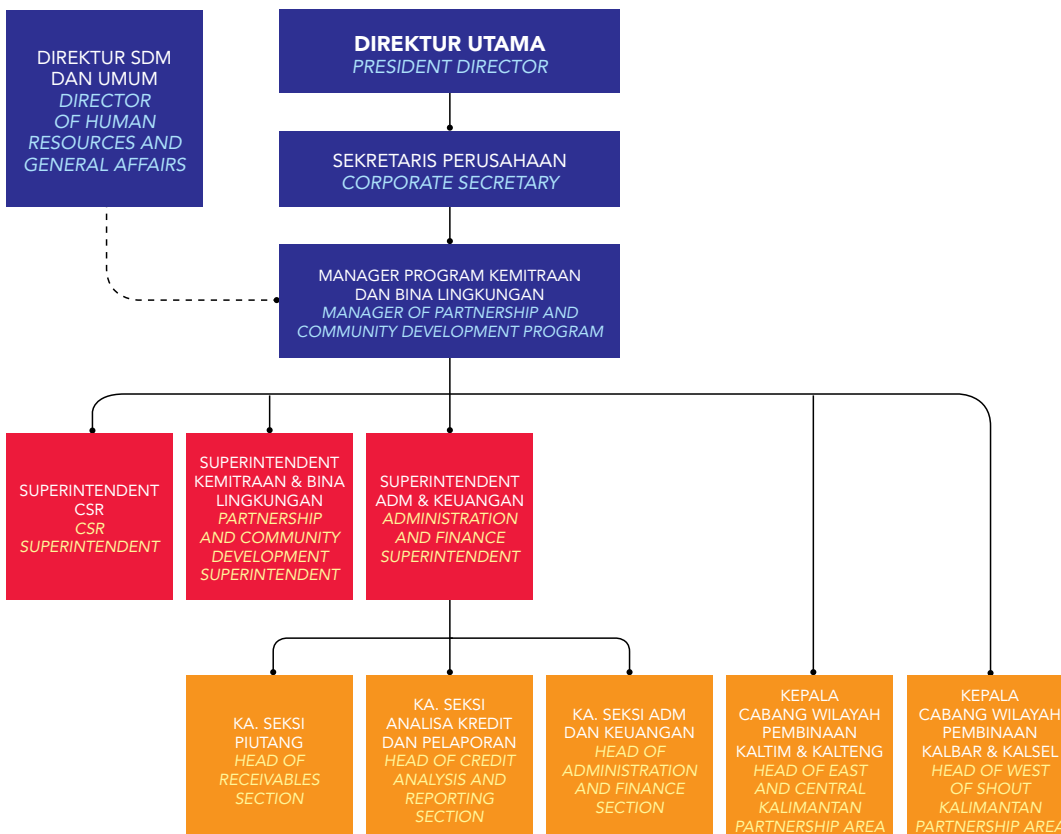 DIREKTUR SDM
DAN UMUM
DIRECTOR
OF HUMAN
RESOURCES AND
GENERAL AFFAIRS
DIREKTUR UTAMA
PRESIDENT DIRECTOR
SEKRETARIS PERUSAHAAN
CORPORATE SECRETARY
MANAGER PROGRAM KEMITRAAN
DAN BINA LINGKUNGAN
MANAGER OF PARTNERSHIP AND
COMMUNITY DEVELOPMENT PROGRAM
SUPERINTENDENT
CSR
CSR
SUPERINTENDENT
SUPERINTENDENT
KEMITRAAN & BINA
LINGKUNGAN
PARTNERSHIP
AND COMMUNITY
DEVELOPMENT
SUPERINTENDENT
SUPERINTENDENT
ADM & KEUANGAN
ADMINISTRATION
AND FINANCE
SUPERINTENDENT
KA. SEKSI
PIUTANG
HEAD OF
RECEIVABLES
SECTION
KA. SEKSI
ANALISA KREDIT
DAN PELAPORAN
HEAD OF CREDIT
ANALYSIS AND
REPORTING
SECTION
KA. SEKSI ADM
DAN KEUANGAN
HEAD OF
ADMINISTRATION
AND FINANCE
SECTION
KEPALA
CABANG WILAYAH
PEMBINAAN
KALTIM & KALTENG
HEAD OF EAST
AND CENTRAL
KALIMANTAN
PARTNERSHIP AREA
KEPALA
CABANG WILAYAH
PEMBINAAN
KALBAR & KALSEL
HEAD OF WEST
OF SHOUT
KALIMANTAN
PARTNERSHIP AREA